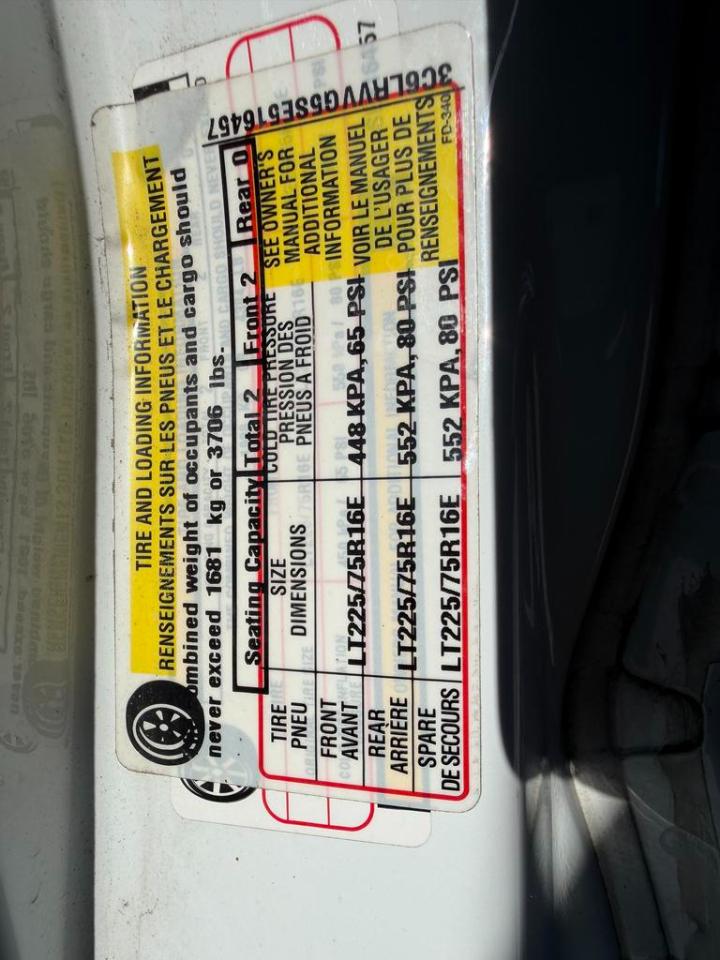 TIRE AND LOADING INFORMATION
RENSEIGNEMENTS SUR LES PNEUS ET LE CHARGEMENT
combined weight of occupants and cargo should
never exceed 1681 kg or 3706 lbs.
Seating Capacity Total 2 Front 2 Rear 0
TIRE
PNEU
SIZE
DIMENSIONS
COLD TIRE PRESSURE
PRESSION DES
PNEUS A FROID
FRONT
AVANT
LT225/75R16E
448 KPA, 65 PSI
REAR
ARRIÈRE
LT225/75R16E
552 KPA, 80 PSI
SPARE
DE SECOURS
LT225/75R16E
552 KPA, 80 PSI
SEE OWNER'S
MANUAL FOR
ADDITIONAL
INFORMATION
VOIR LE MANUEL
DE L'USAGER
POUR PLUS DE
RENSEIGNEMENTS
3C6LRVVG5SE516457
FC-340